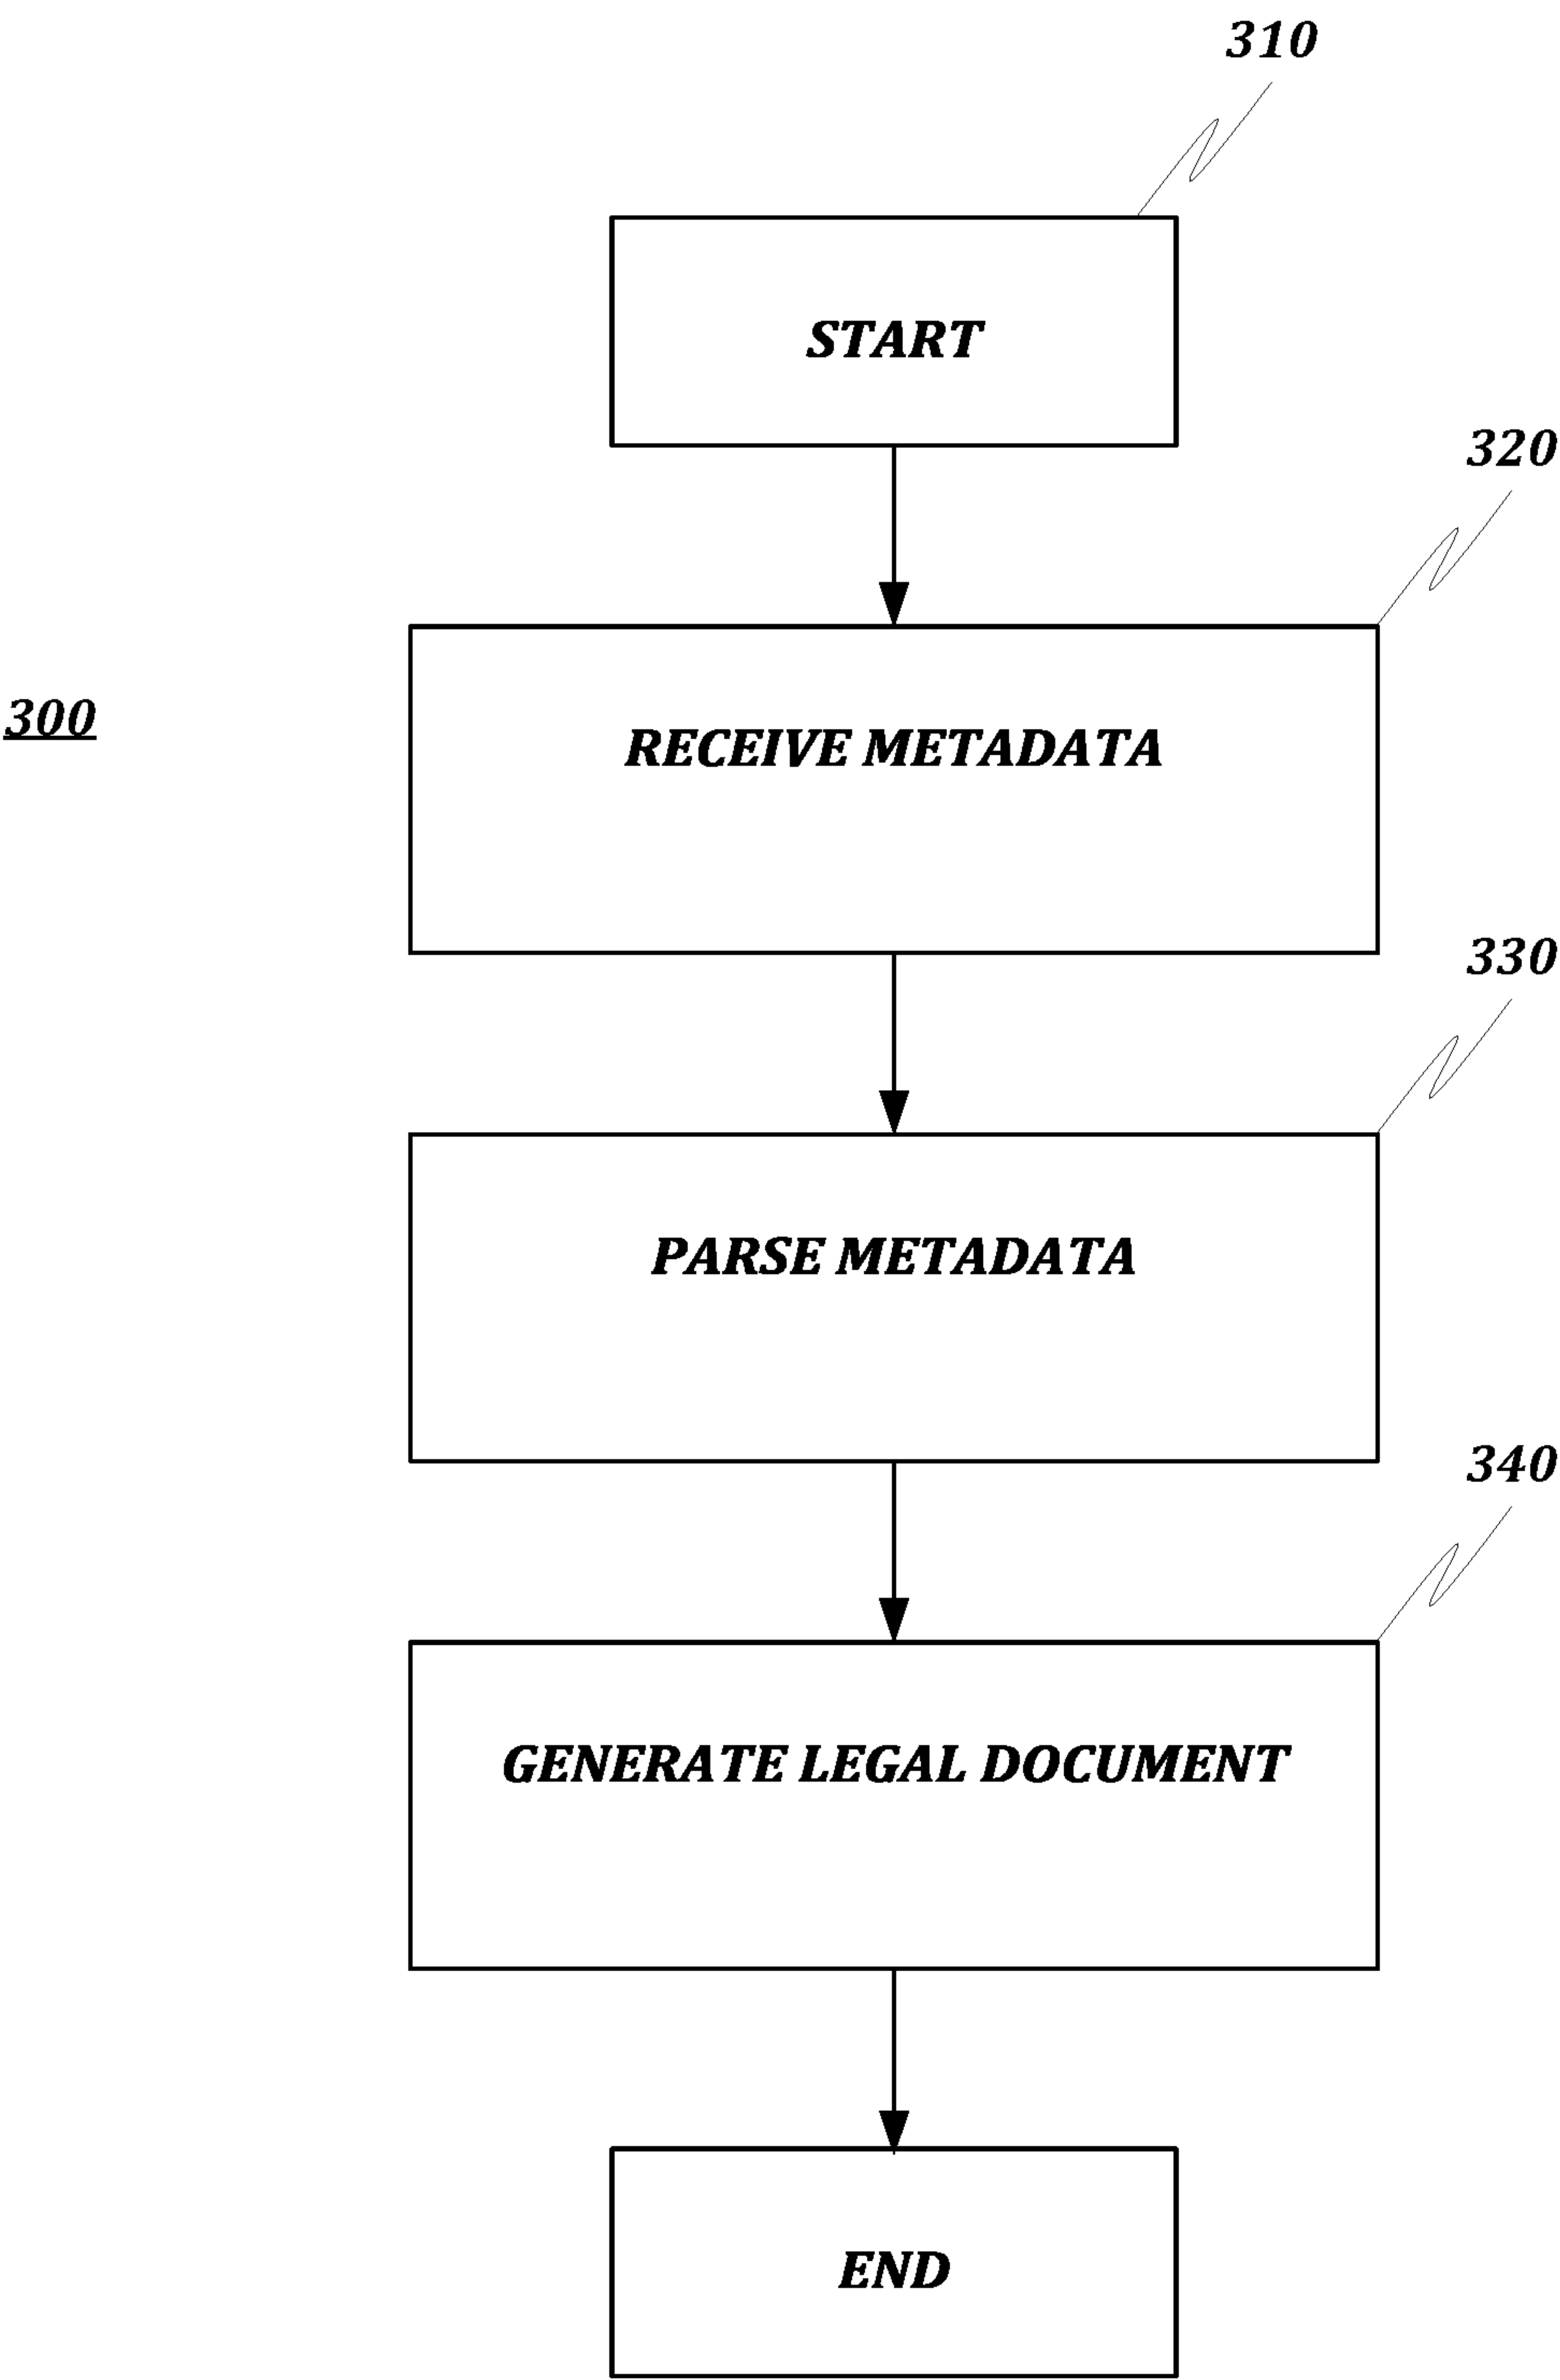 310
START
320
300
RECEIVE METADATA
330
PARSE METADATA
340
GENERATE LEGAL DOCUMENT
END